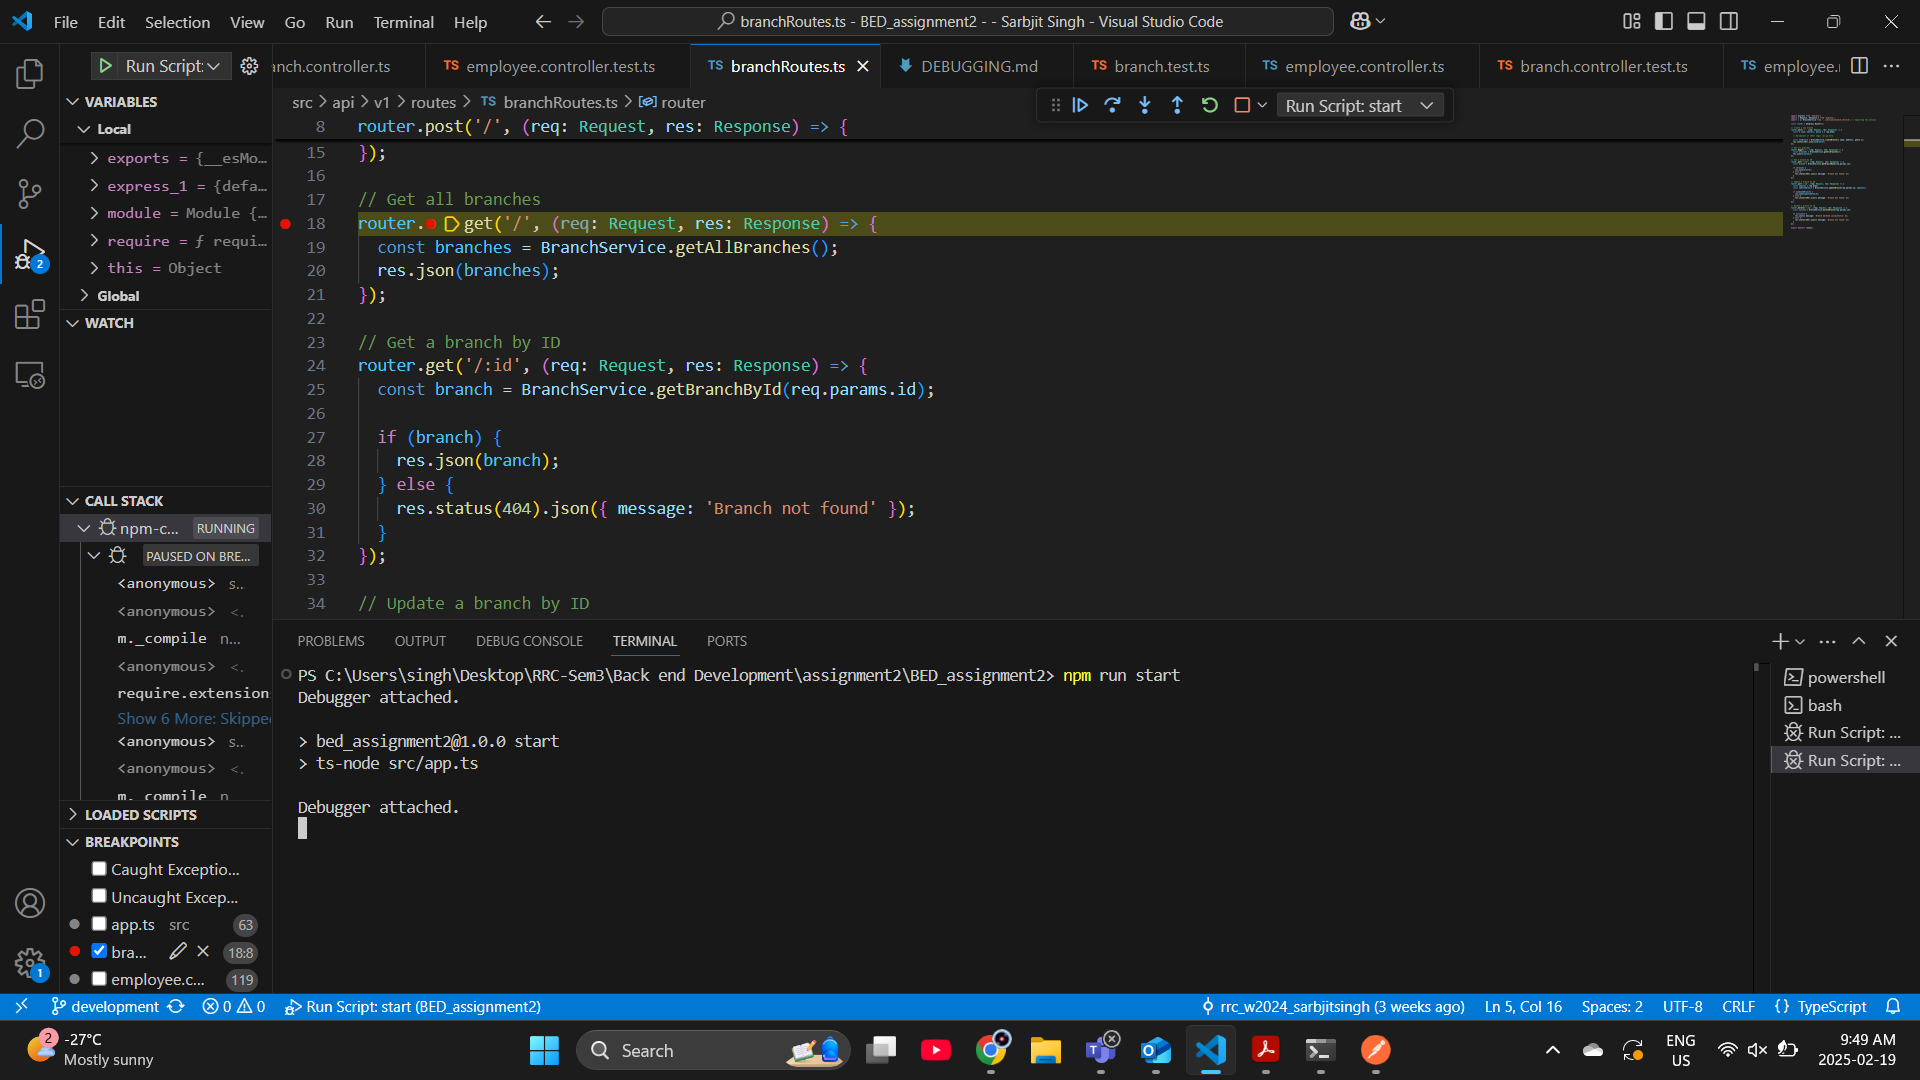 File Edit Selection View Go Run Terminal Help
branchRoutes.ts - BED_assignment2 - - Sarbjit Singh - Visual Studio Code
Run Script:
anch.controller.ts
TS employee.controller.test.ts
TS branchRoutes.ts
DEBUGGING.md
TS branch.test.ts
TS employee.controller.ts
TS branch.controller.test.ts
TS employee.
src > api > v1 > routes > TS branchRoutes.ts > router
Run Script: start
VARIABLES
Local
exports = {__esMo...
express_1 = {defa...
module = Module {...
require = ƒ requi...
this = Object
Global
WATCH
CALL STACK
npm-c... RUNNING
PAUSED ON BRE...
<anonymous> s...
<anonymous> <.
m._compile n...
<anonymous> <.
require.extension
Show 6 More: Skippe
<anonymous> s...
<anonymous> <.
m._compile n
LOADED SCRIPTS
BREAKPOINTS
Caught Exceptio...
Uncaught Excep...
app.ts src 63
bra... 18:8
employee.c... 119
8 router.post('/', (req: Request, res: Response) => {
15 });
16
17 // Get all branches
18 router.get('/', (req: Request, res: Response) => {
19 const branches = BranchService.getAllBranches();
20 res.json(branches);
21 });
22
23 // Get a branch by ID
24 router.get('/:id', (req: Request, res: Response) => {
25 const branch = BranchService.getBranchById(req.params.id);
26
27 if (branch) {
28 res.json(branch);
29 } else {
30 res.status(404).json({ message: 'Branch not found' });
31 }
32 });
33
34 // Update a branch by ID
PROBLEMS OUTPUT DEBUG CONSOLE TERMINAL PORTS
PS C:\Users\singh\Desktop\RRC-Sem3\Back end Development\assignment2\BED_assignment2> npm run start
Debugger attached.
> bed_assignment2@1.0.0 start
> ts-node src/app.ts
Debugger attached.
powershell
bash
Run Script: ...
Run Script: ...
2
1
development
0 0
Run Script: start (BED_assignment2)
rrc_w2024_sarbjitsingh (3 weeks ago)
Ln 5, Col 16
Spaces: 2
UTF-8
CRLF
{} TypeScript
2
-27°C
Mostly sunny
Search
ENG
US
9:49 AM
2025-02-19